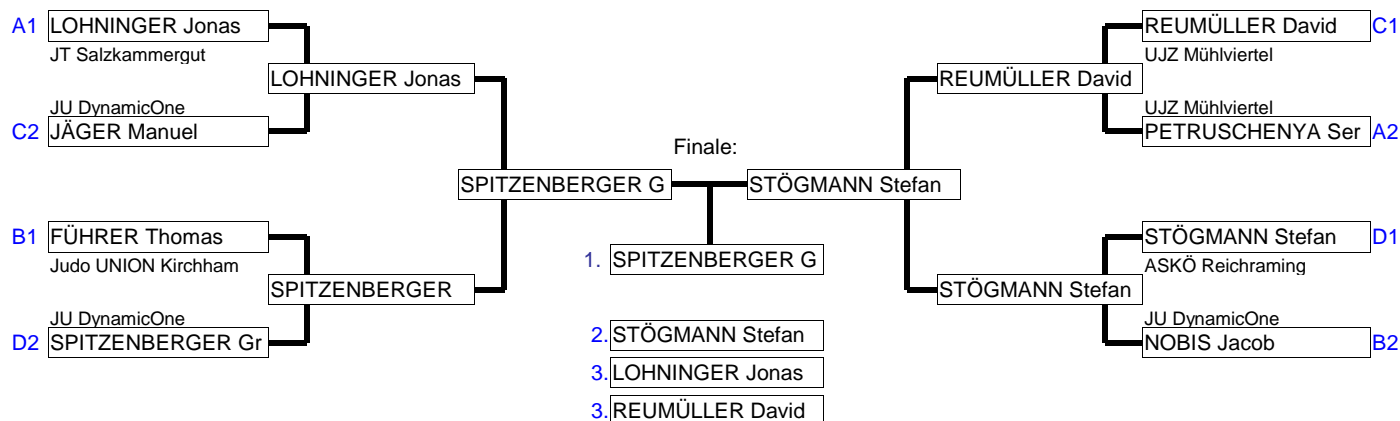 A1 LOHNINGER Jonas
JT Salzkammergut
LOHNINGER Jonas
JU DynamicOne
C2 JÄGER Manuel
SPITZENBERGER G
B1 FÜHRER Thomas
Judo UNION Kirchham
SPITZENBERGER
JU DynamicOne
D2 SPITZENBERGER Gr
Finale:
1. SPITZENBERGER G
2. STÖGMANN Stefan
3. LOHNINGER Jonas
3. REUMÜLLER David
REUMÜLLER David C1
UJZ Mühlviertel
REUMÜLLER David
UJZ Mühlviertel
PETRUSCHENYA Ser A2
STÖGMANN Stefan
STÖGMANN Stefan D1
ASKÖ Reichraming
STÖGMANN Stefan
JU DynamicOne
NOBIS Jacob B2